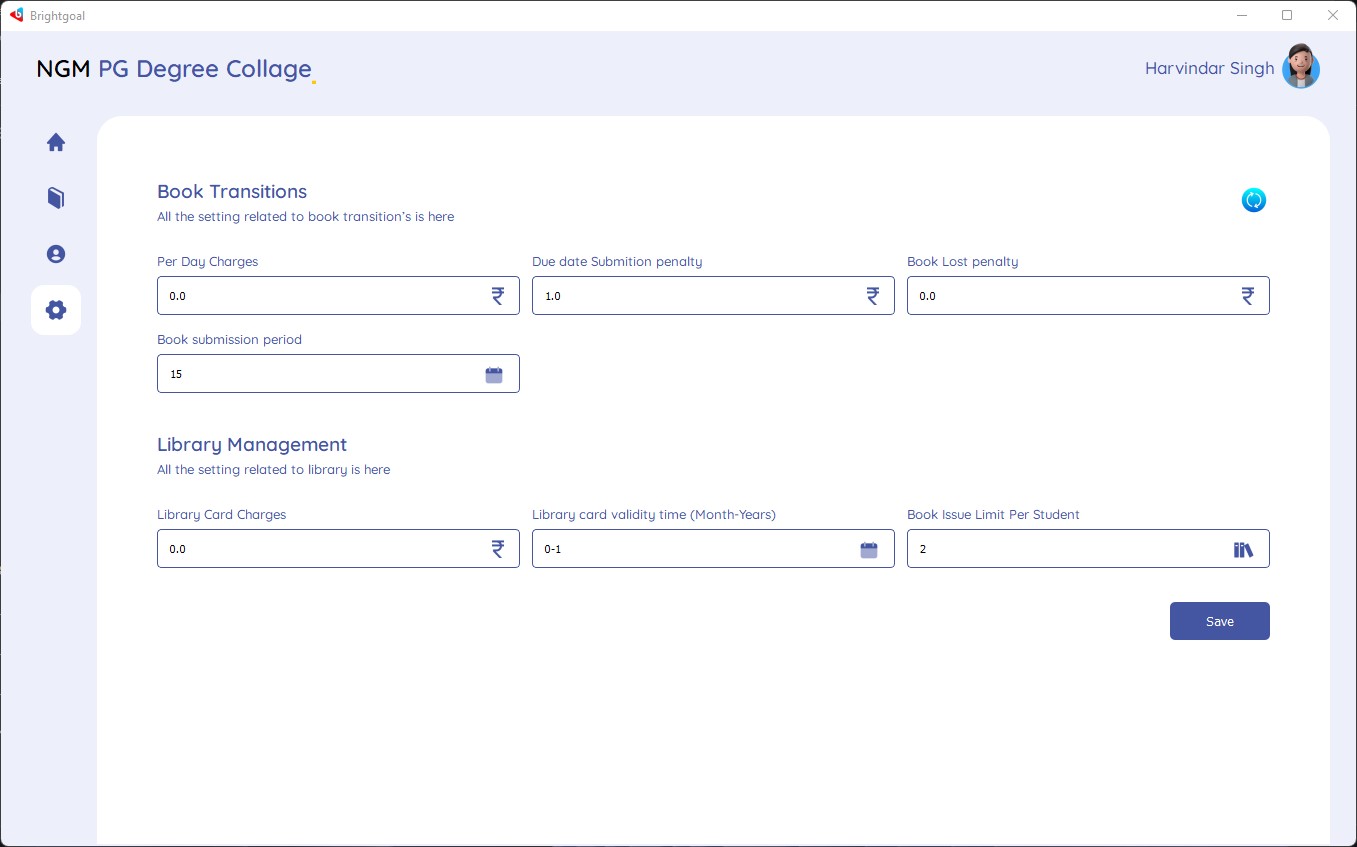 Brightgoal
NGM PG Degree Collage.
Harvindar Singh
Book Transitions
All the setting related to book transition's is here
Per Day Charges
Due date Submition penalty
Book Lost penalty
0.0 ₹
1.0 ₹
0.0 ₹
Book submission period
15
Library Management
All the setting related to library is here
Library Card Charges
Library card validity time (Month-Years)
Book Issue Limit Per Student
0.0 ₹
0-1
2
Save